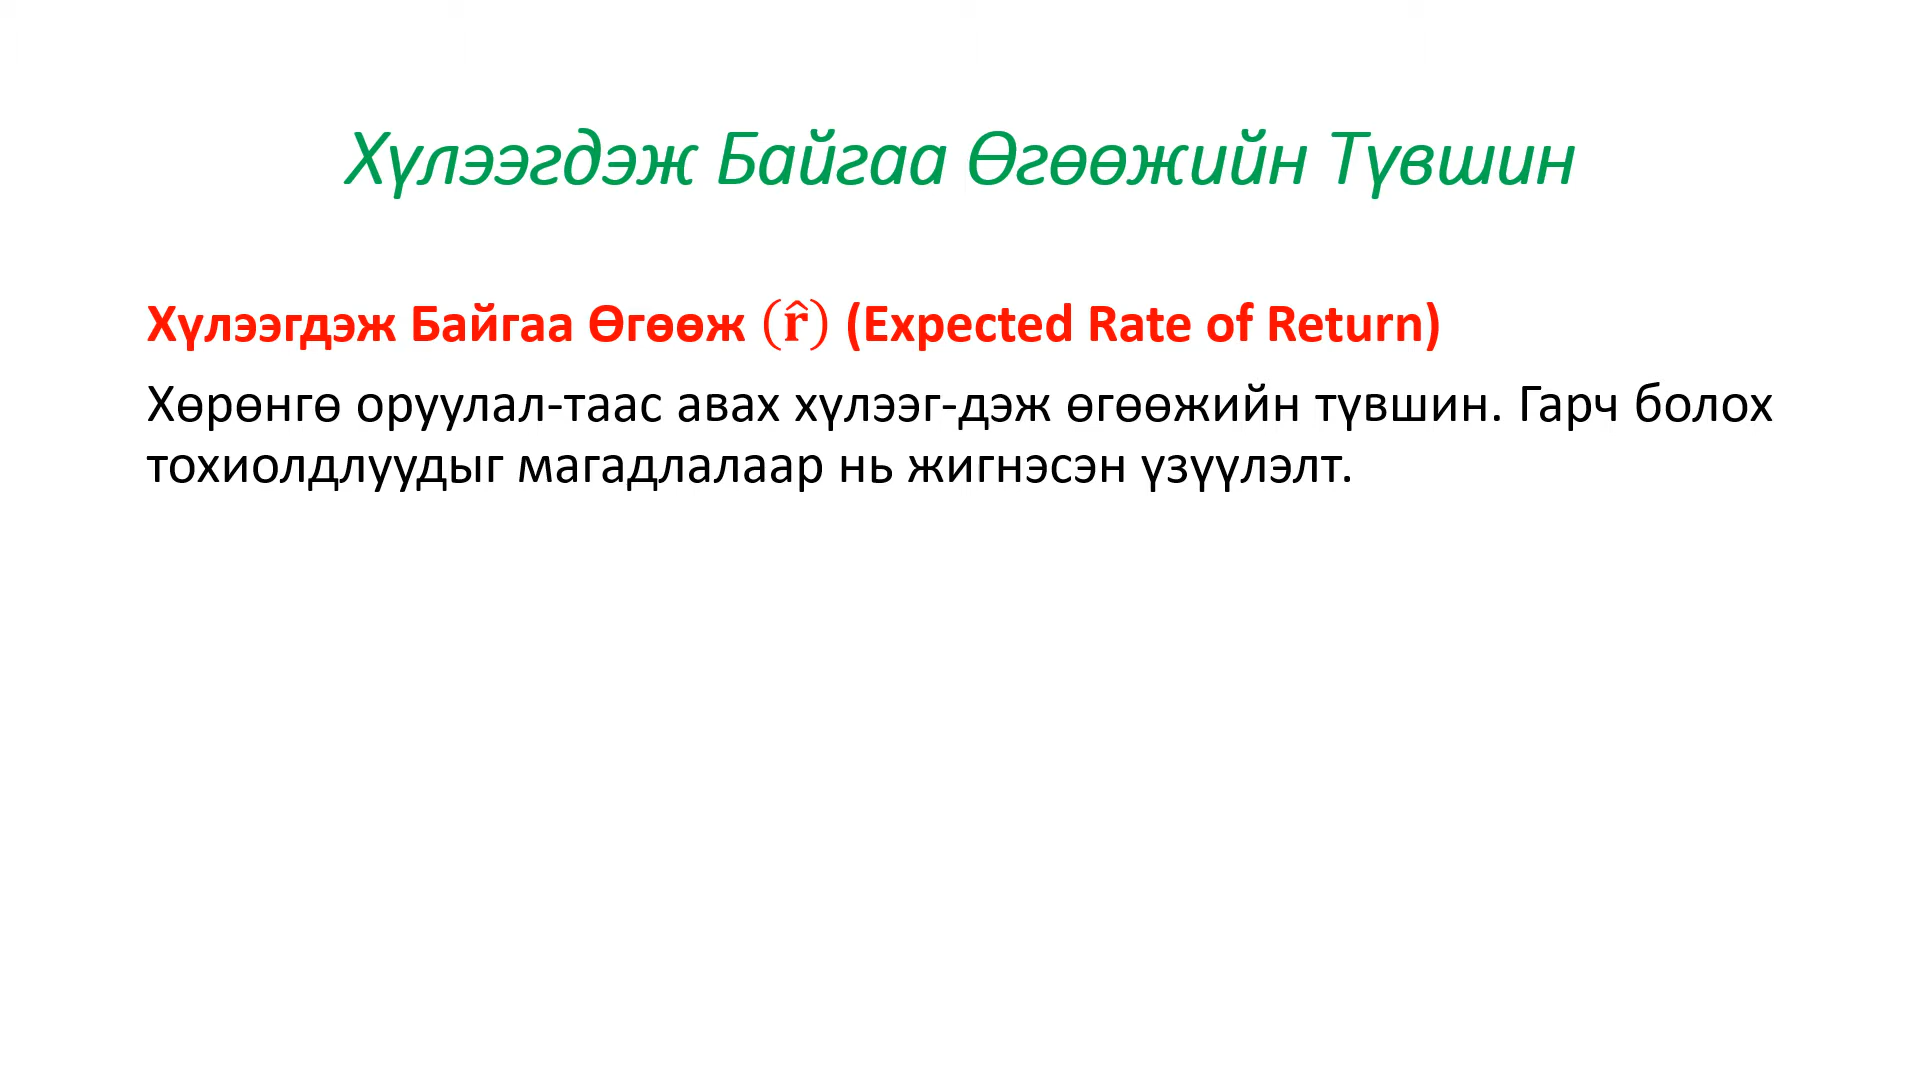 Хүлээгдэж Байгаа Өгөөжийн Түвшин
Хүлээгдэж Байгаа Өгөөж (r̂) (Expected Rate of Return)
Хөрөнгө оруулал-таас авах хүлээг-дэж өгөөжийн түвшин. Гарч болох
тохиолдлуудыг магадлалаар нь жигнэсэн үзүүлэлт.